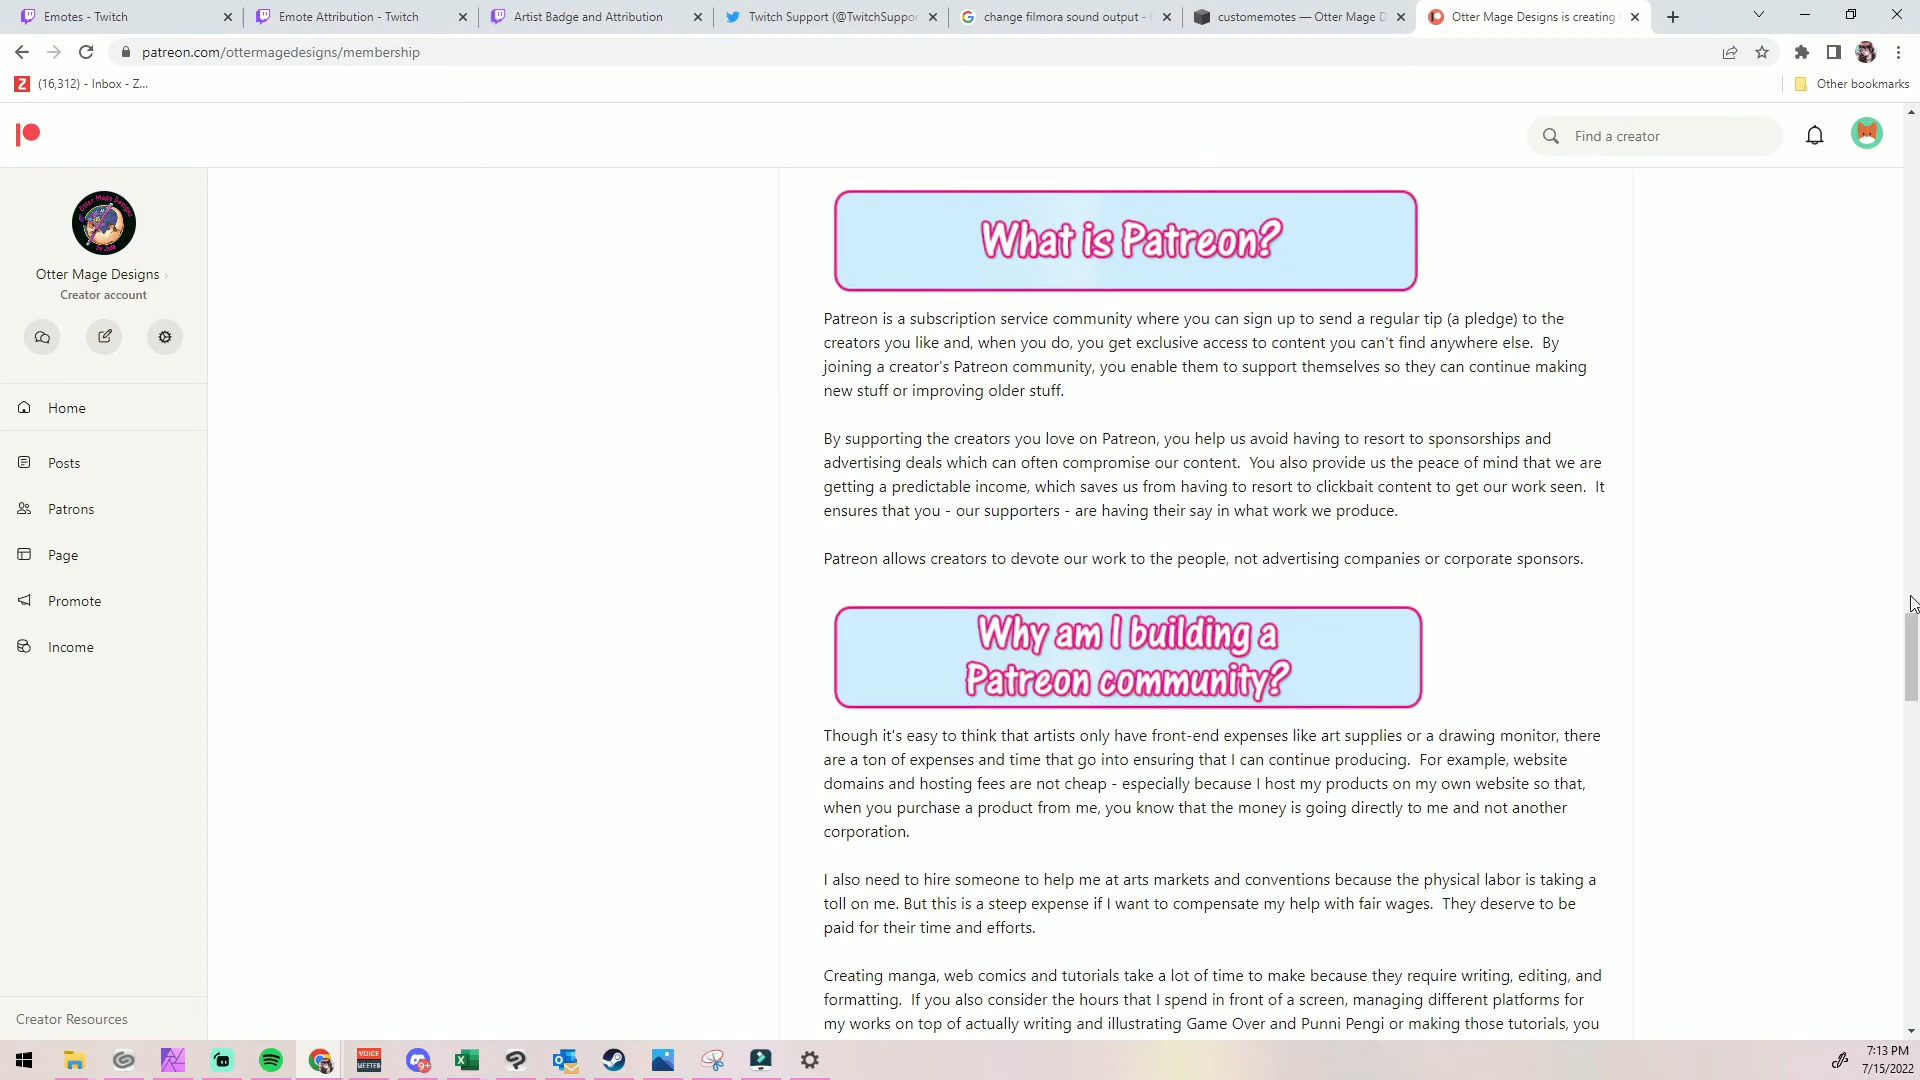 Emotes - Twitch
Emote Attribution - Twitch
Artist Badge and Attribution
Twitch Support (@TwitchSuppor
change filmora sound output -
customemotes — Otter Mage D
Otter Mage Designs is creating
patreon.com/ottermagedesigns/membership
(16,312) - Inbox - Z...
Other bookmarks
Find a creator
Otter Mage Designs
Otter Mage Designs
Creator account
Home
Posts
Patrons
Page
Promote
Income
Creator Resources
What is Patreon?
Patreon is a subscription service community where you can sign up to send a regular tip (a pledge) to the
creators you like and, when you do, you get exclusive access to content you can't find anywhere else. By
joining a creator's Patreon community, you enable them to support themselves so they can continue making
new stuff or improving older stuff.
By supporting the creators you love on Patreon, you help us avoid having to resort to sponsorships and
advertising deals which can often compromise our content. You also provide us the peace of mind that we are
getting a predictable income, which saves us from having to resort to clickbait content to get our work seen. It
ensures that you - our supporters - are having their say in what work we produce.
Patreon allows creators to devote our work to the people, not advertising companies or corporate sponsors.
Why am I building a
Patreon community?
Though it's easy to think that artists only have front-end expenses like art supplies or a drawing monitor, there
are a ton of expenses and time that go into ensuring that I can continue producing. For example, website
domains and hosting fees are not cheap - especially because I host my products on my own website so that,
when you purchase a product from me, you know that the money is going directly to me and not another
corporation.
I also need to hire someone to help me at arts markets and conventions because the physical labor is taking a
toll on me. But this is a steep expense if I want to compensate my help with fair wages. They deserve to be
paid for their time and efforts.
Creating manga, web comics and tutorials take a lot of time to make because they require writing, editing, and
formatting. If you also consider the hours that I spend in front of a screen, managing different platforms for
my works on top of actually writing and illustrating Game Over and Punni Pengi or making those tutorials, you
VOICE
MEETER
9+
7:13 PM
7/15/2022